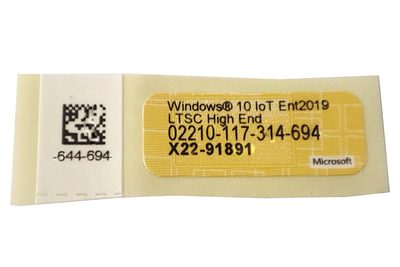 Windows® 10 IoT Ent2019
LTSC High End
02210-117-314-694
X22-91891
Microsoft
-644-694